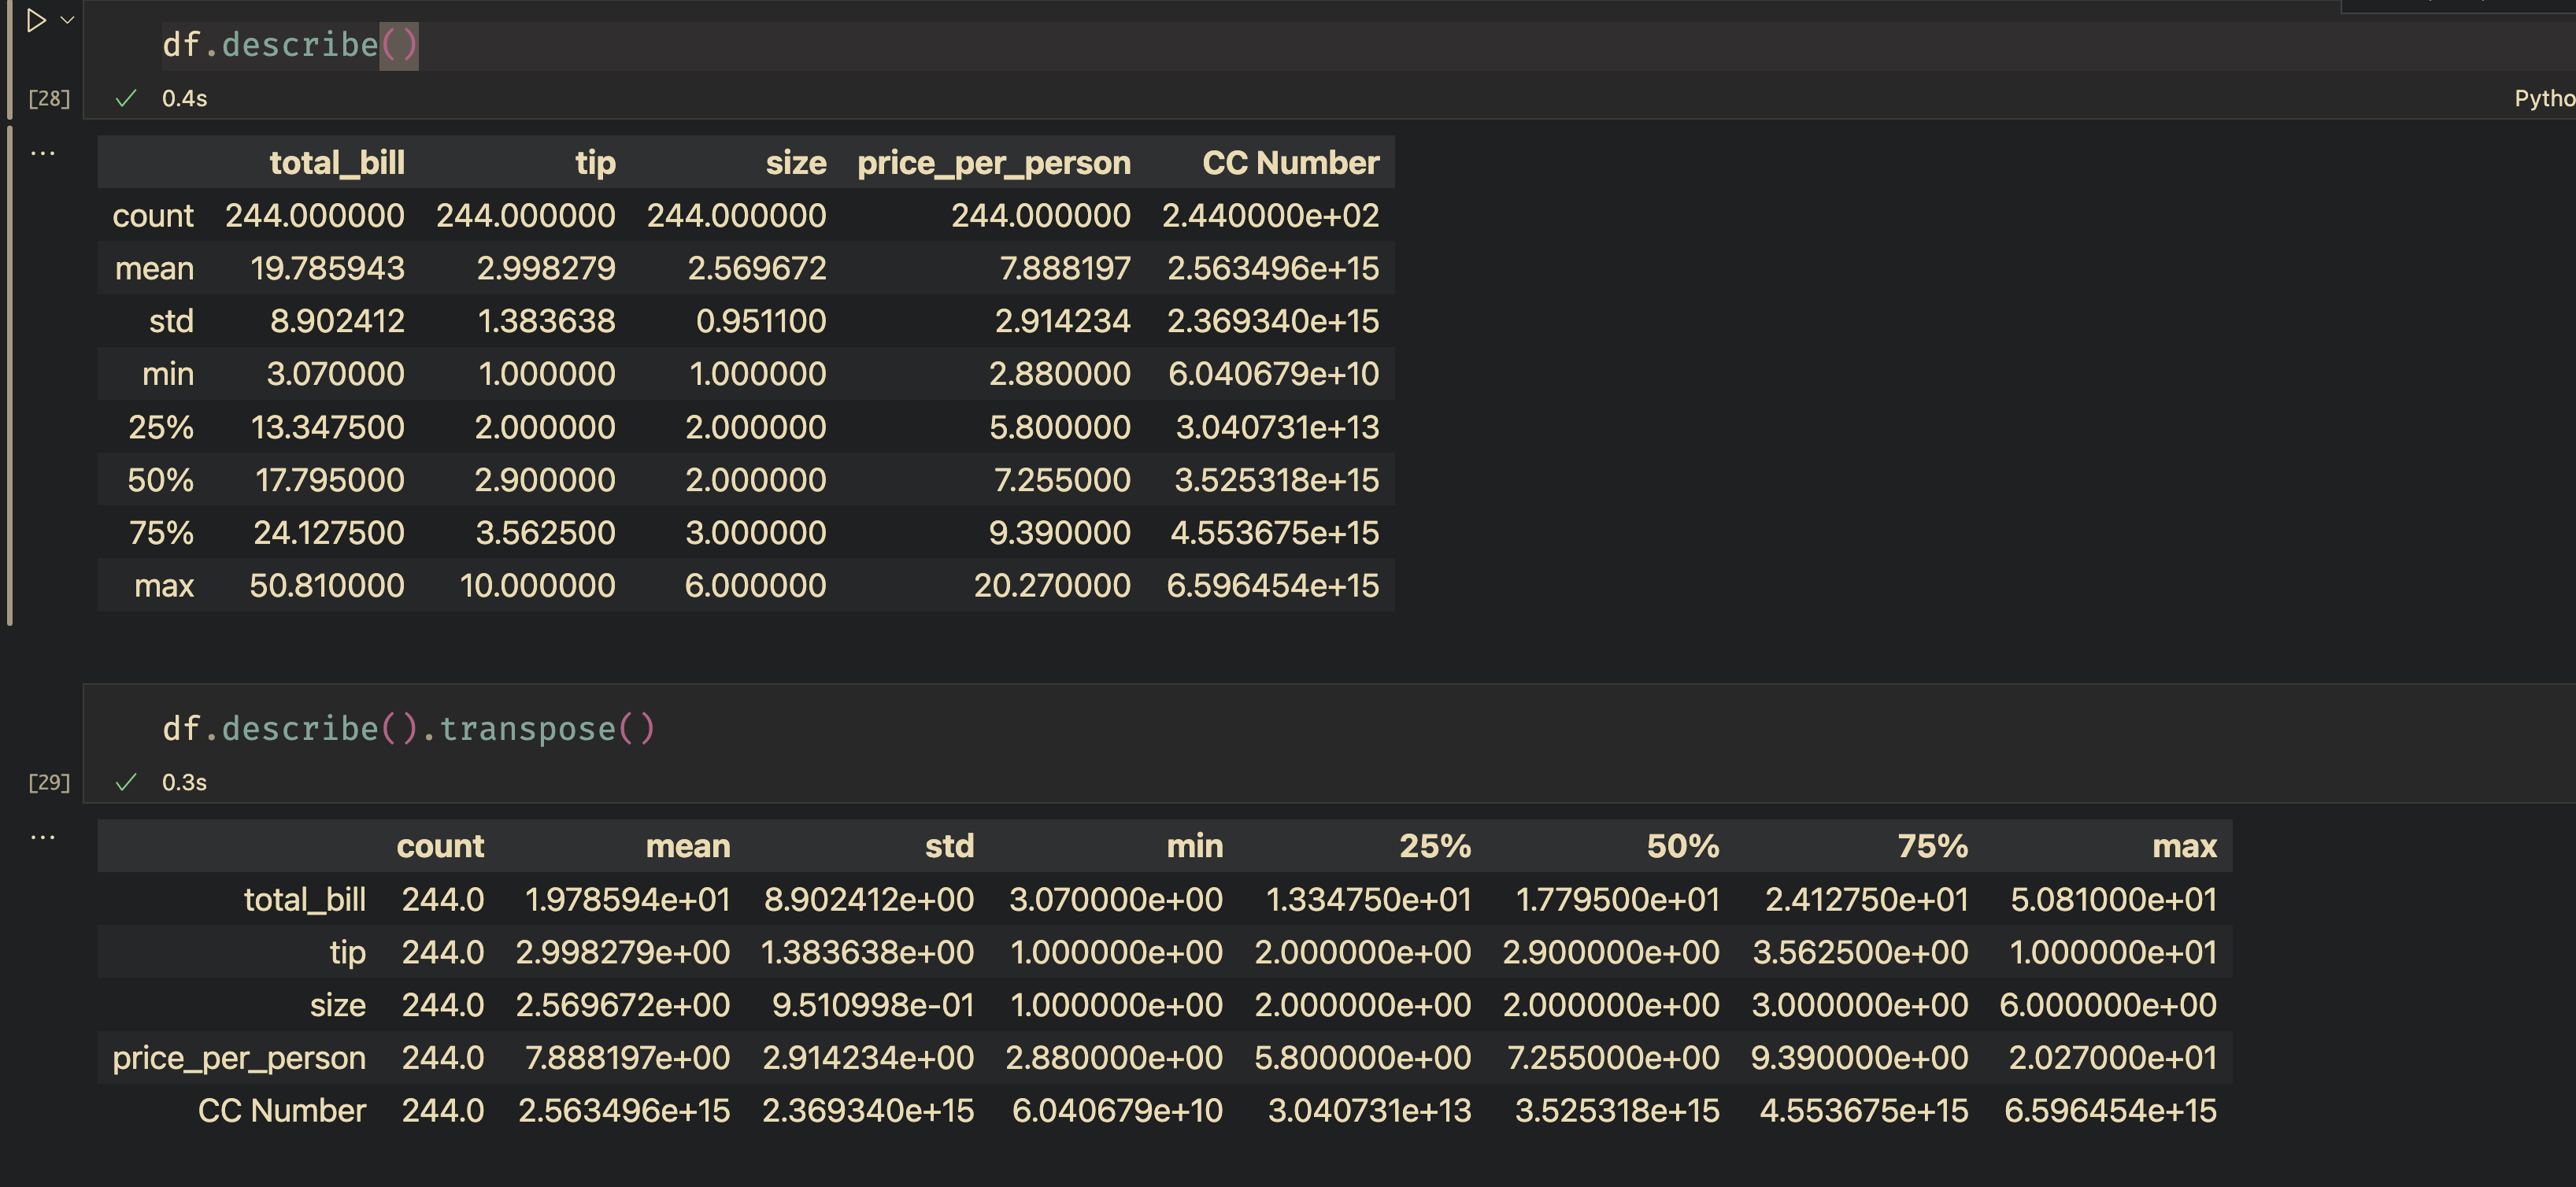 df.describe()
[28] 0.4s Pytho
total_bill tip size price_per_person CC Number
count 244.000000 244.000000 244.000000 244.000000 2.440000e+02
mean 19.785943 2.998279 2.569672 7.888197 2.563496e+15
std 8.902412 1.383638 0.951100 2.914234 2.369340e+15
min 3.070000 1.000000 1.000000 2.880000 6.040679e+10
25% 13.347500 2.000000 2.000000 5.800000 3.040731e+13
50% 17.795000 2.900000 2.000000 7.255000 3.525318e+15
75% 24.127500 3.562500 3.000000 9.390000 4.553675e+15
max 50.810000 10.000000 6.000000 20.270000 6.596454e+15
df.describe().transpose()
[29] 0.3s
count mean std min 25% 50% 75% max
total_bill 244.0 1.978594e+01 8.902412e+00 3.070000e+00 1.334750e+01 1.779500e+01 2.412750e+01 5.081000e+01
tip 244.0 2.998279e+00 1.383638e+00 1.000000e+00 2.000000e+00 2.900000e+00 3.562500e+00 1.000000e+01
size 244.0 2.569672e+00 9.510998e-01 1.000000e+00 2.000000e+00 2.000000e+00 3.000000e+00 6.000000e+00
price_per_person 244.0 7.888197e+00 2.914234e+00 2.880000e+00 5.800000e+00 7.255000e+00 9.390000e+00 2.027000e+01
CC Number 244.0 2.563496e+15 2.369340e+15 6.040679e+10 3.040731e+13 3.525318e+15 4.553675e+15 6.596454e+15